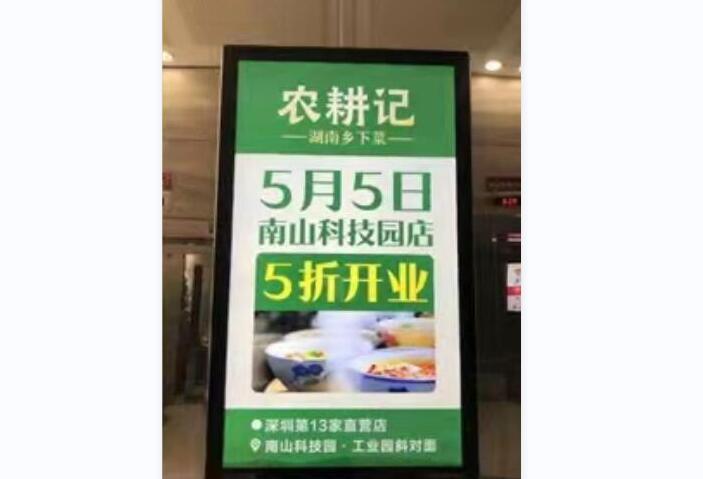 农耕记
湖南乡下菜
5月5日
南山科技园店
5折开业
深圳第13家直营店
南山科技园·工业园斜对面